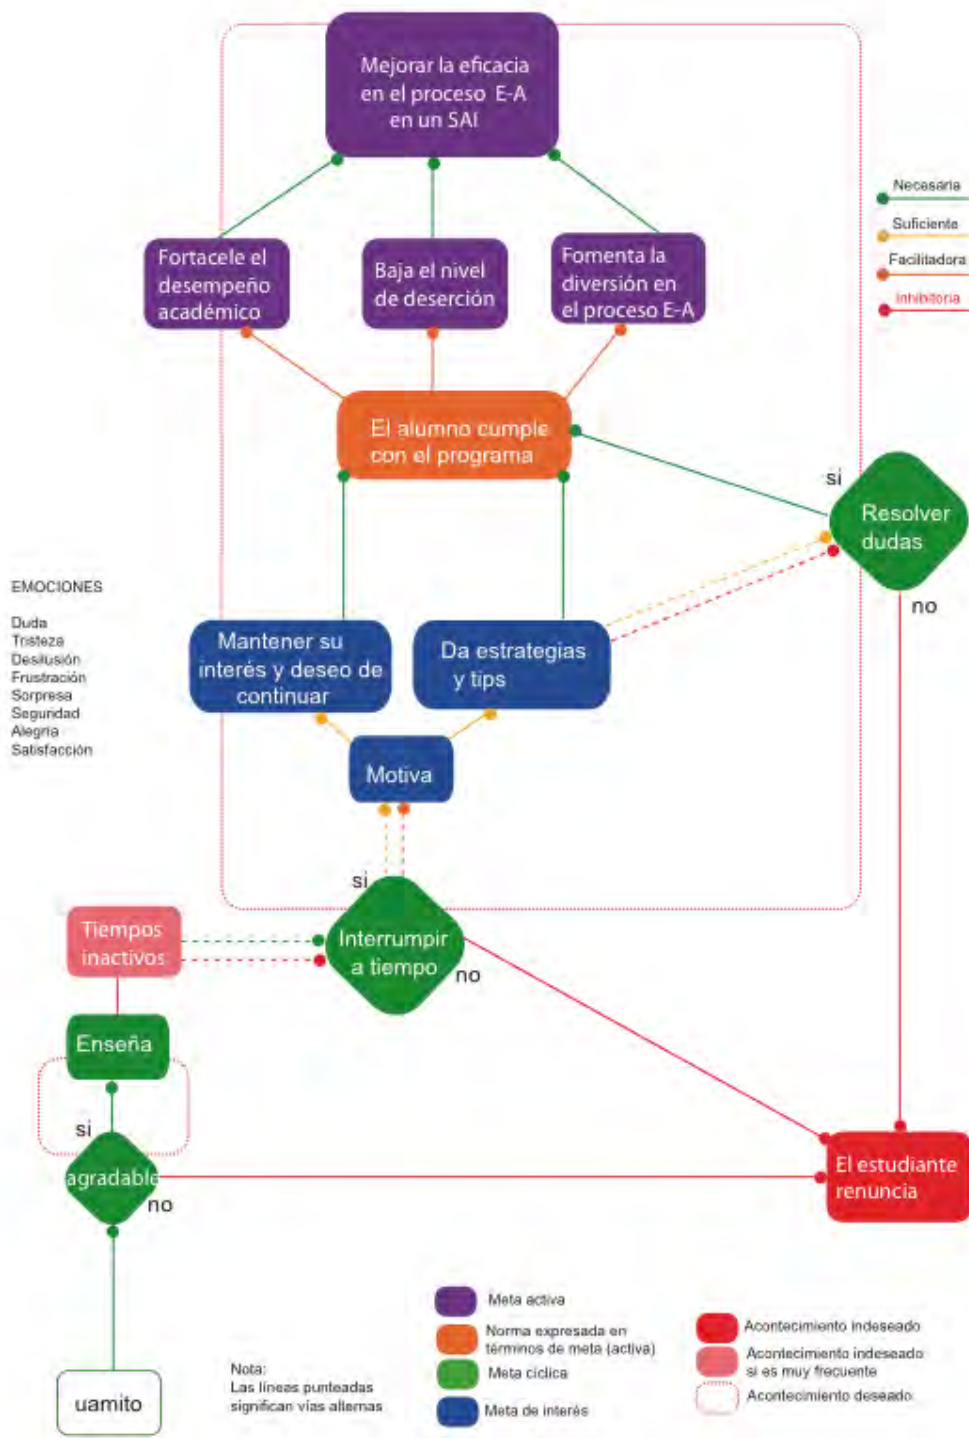 Mejorar la eficacia
en el proceso E-A
en un SAI
Necesaria
Suficiente
Facilitadora
Inhibitoria
Fortacele el
desempeño
académico
Baja el nivel
de deserción
Fomenta la
diversión en
el proceso E-A
El alumno cumple
con el programa
si
Resolver
dudas
no
EMOCIONES
Duda
Tristeza
Desilusión
Frustración
Sorpresa
Seguridad
Alegria
Satisfacción
Mantener su
interés y deseo de
continuar
Da estrategias
y tips
Motiva
si
Interrumpir
a tiempo
no
Tiempos
inactivos
Enseña
si
agradable
no
El estudiante
renuncia
uamito
Nota:
Las líneas punteadas
significan vías alternas
Meta activa
Norma expresada en
términos de meta (activa)
Meta cíclica
Meta de interés
Acontecimiento indeseado
Acontecimiento indeseado
si es muy frecuente
Acontecimiento deseado